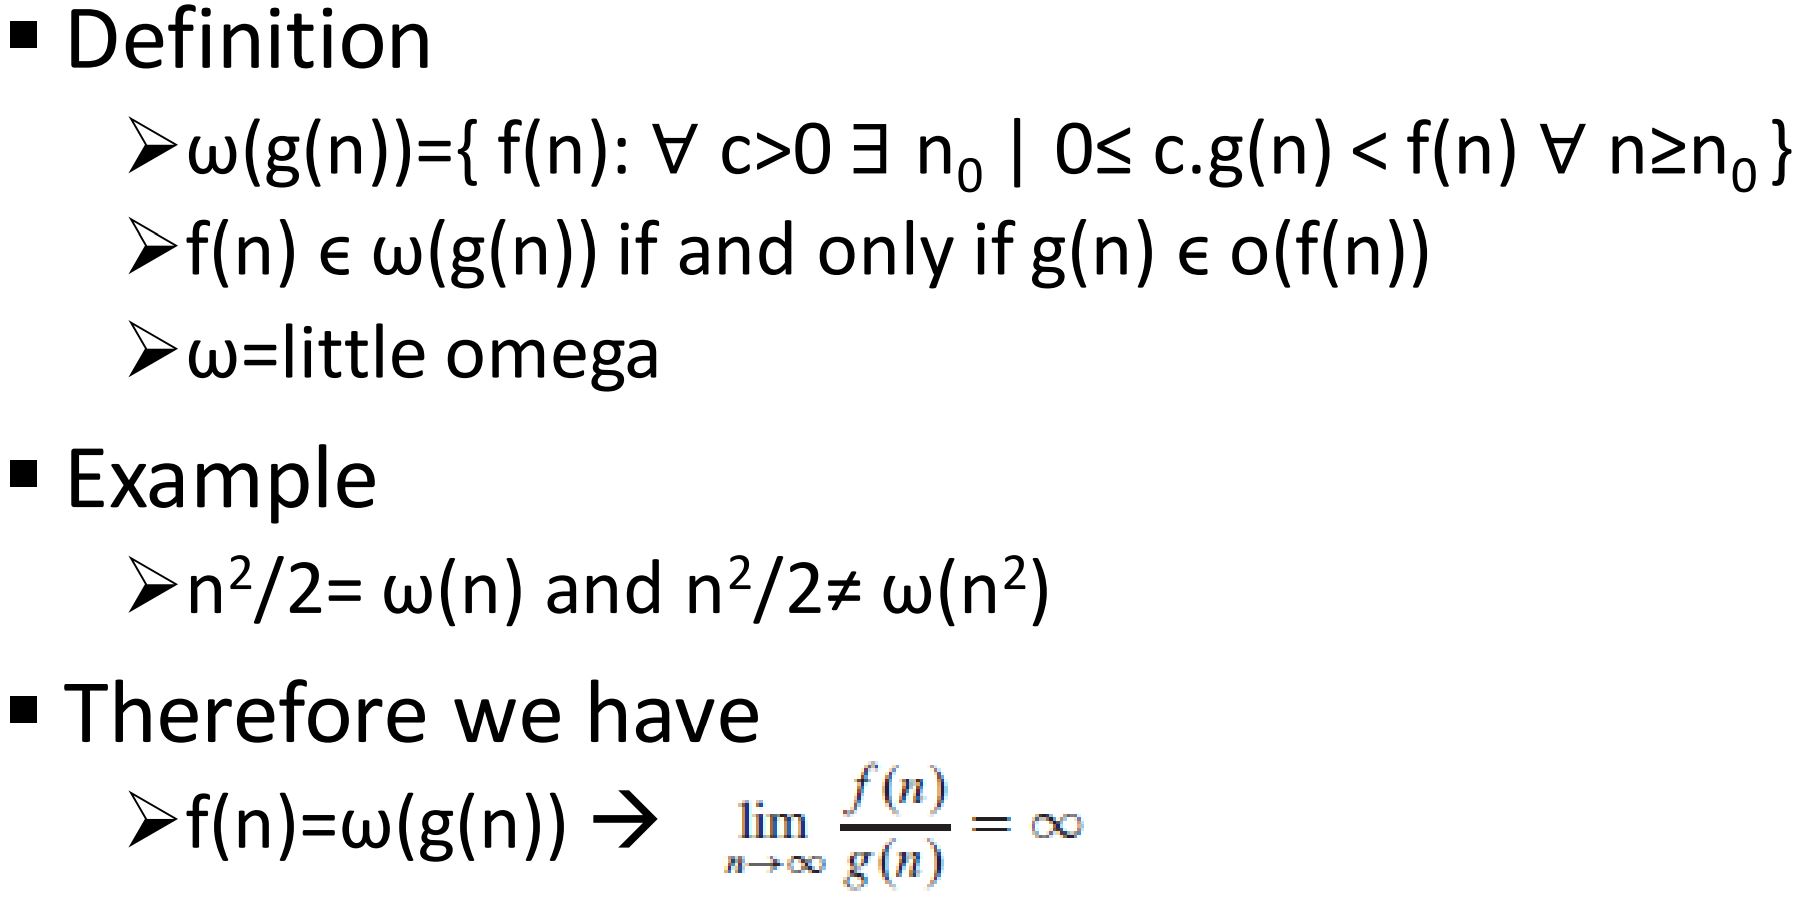 ▪ Definition
➢ω(g(n))={ f(n): ∀ c>0 ∃ n₀ | 0≤ c.g(n) < f(n) ∀ n≥n₀ }
➢f(n) ϵ ω(g(n)) if and only if g(n) ϵ o(f(n))
➢ω=little omega
▪ Example
➢n²/2= ω(n) and n²/2≠ ω(n²)
▪ Therefore we have
➢f(n)=ω(g(n)) → lim n→∞ f(n)/g(n) = ∞